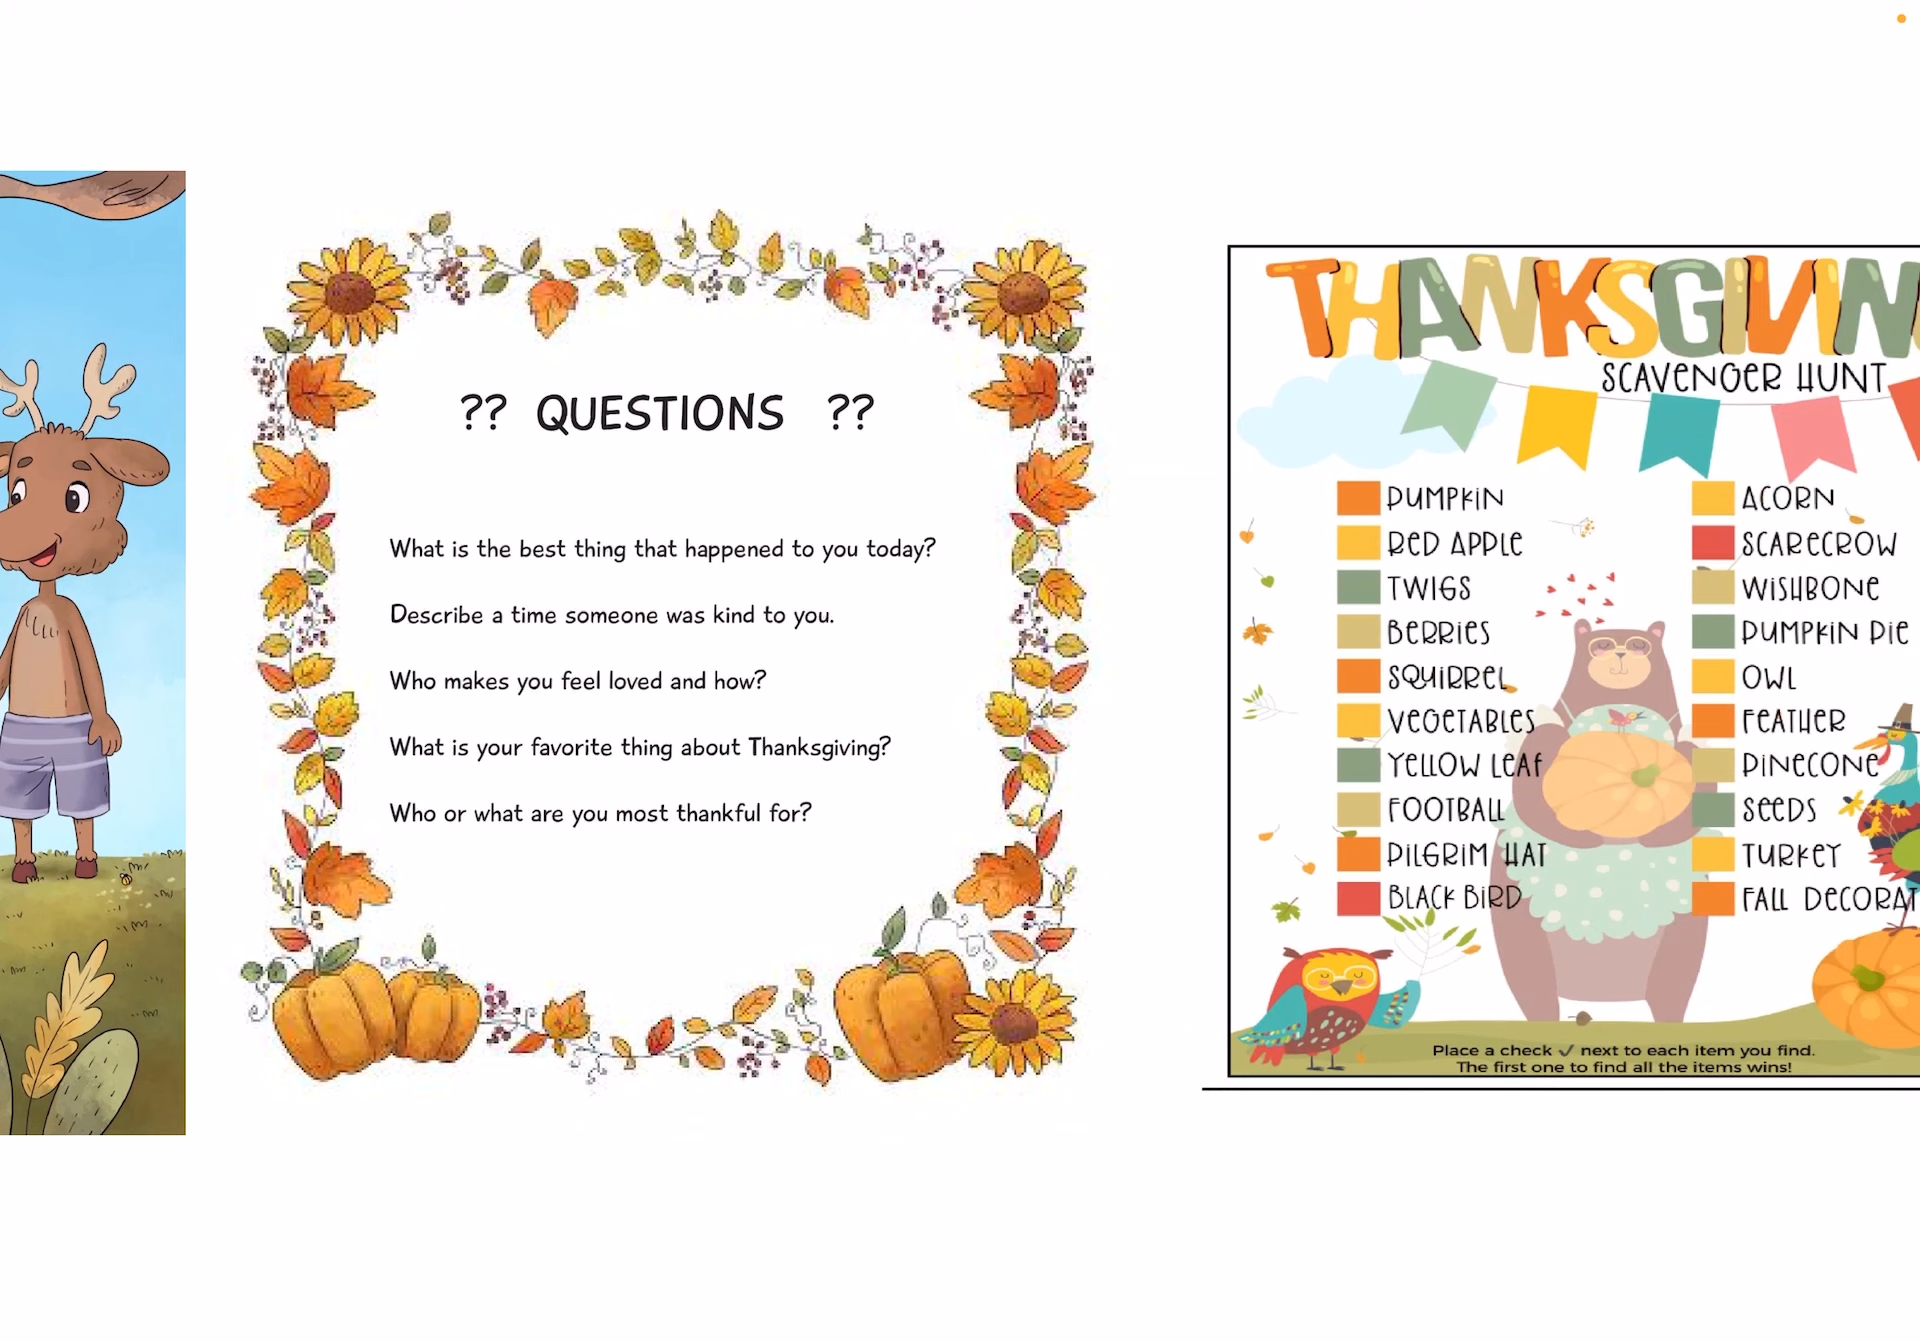 ?? QUESTIONS ??
What is the best thing that happened to you today?
Describe a time someone was kind to you.
Who makes you feel loved and how?
What is your favorite thing about Thanksgiving?
Who or what are you most thankful for?
THANKSGIVIN
SCAVENGER HUNT
PUMPKIN
RED APPLE
TWIGS
BERRIES
SQUIRREL
VEGETABLES
YELLOW LEAF
FOOTBALL
PILGRIM HAT
BLACK BIRD
ACORN
SCARECROW
WISHBONE
PUMPKIN PIE
OWL
FEATHER
PINECONE
SEEDS
TURKEY
FALL DECORAT
Place a check ✓ next to each item you find.
The first one to find all the items wins!